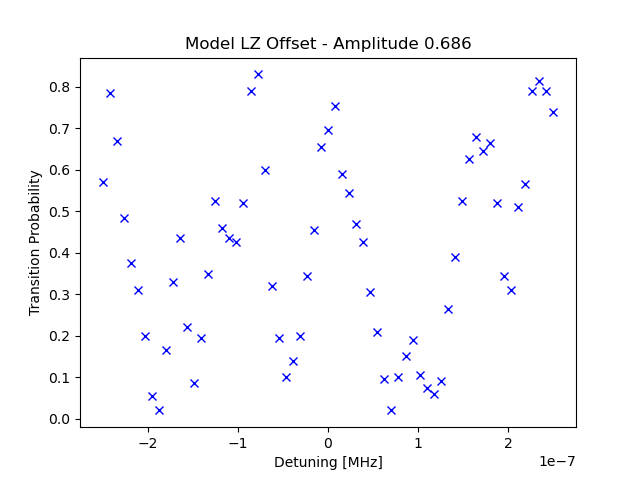 Model LZ Offset - Amplitude 0.686
Transition Probability
0.8
0.7
0.6
0.5
0.4
0.3
0.2
0.1
0.0
−2 −1 0 1 2
1e−7
Detuning [MHz]